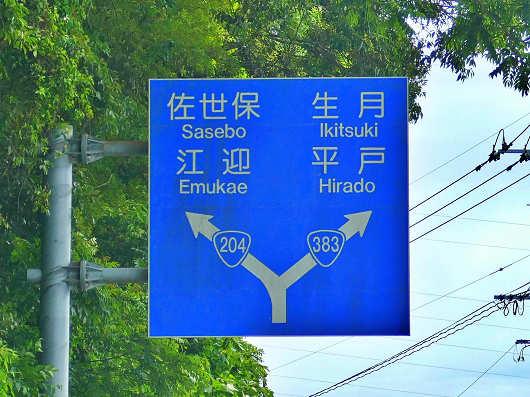 佐世保 生月
Sasebo Ikitsuki
江迎 平戸
Emukae Hirado
204 383